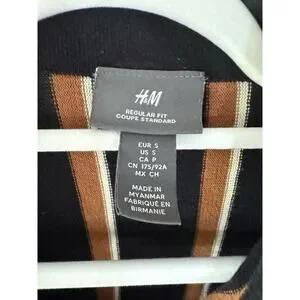 H&M
REGULAR FIT
COUPE STANDARD
EUR S
US S
CA P
CN 175/92A
MX CH
MADE IN
MYANMAR
FABRIQUÉ EN
BIRMANIE